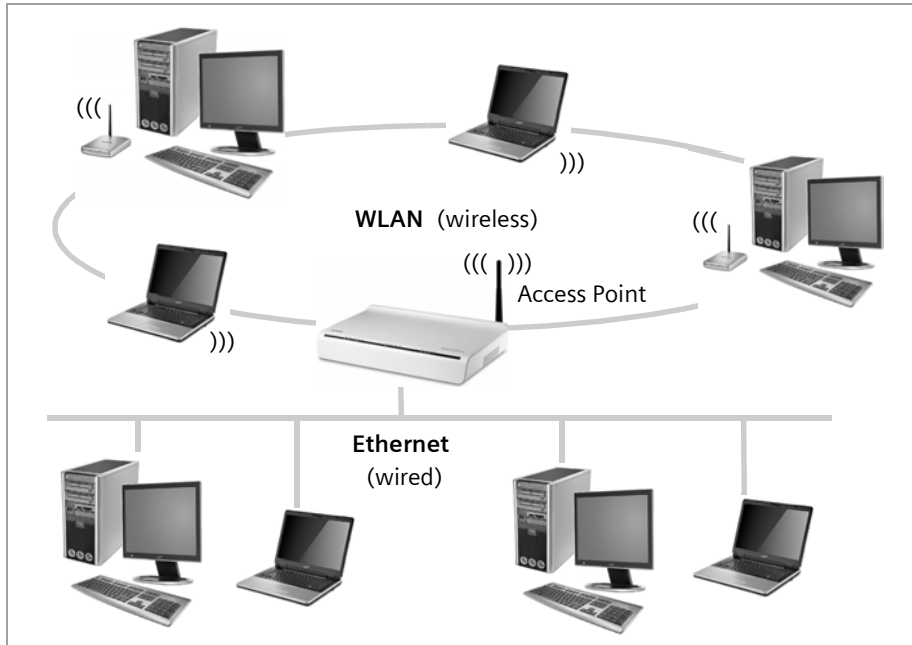 (((
)))
WLAN (wireless)
(((
((( )))
Access Point
)))
Ethernet
(wired)